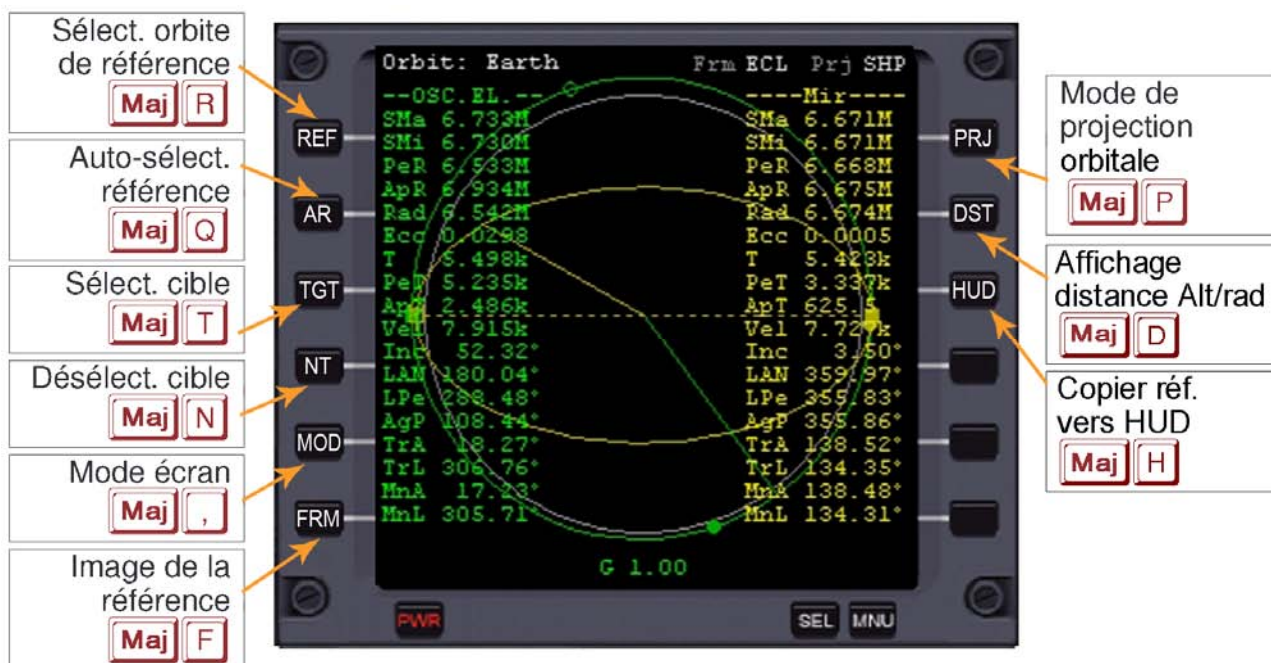 Sélect. orbite
de référence
Maj R
Auto-sélect.
référence
Maj Q
Sélect. cible
Maj T
Désélect. cible
Maj N
Mode écran
Maj ,
Image de la
référence
Maj F
REF
AR
TGT
NT
MOD
FRM
Orbit: Earth Frm ECL Prj SHP
--OSC.EL.--
SMa 6.733M
SMi 6.730M
PeR 6.533M
ApR 6.934M
Rad 6.542M
Ecc 0.0298
T 5.498k
PeT 5.235k
ApT 2.486k
Vel 7.915k
Inc 52.32°
LAN 180.04°
LPe 288.48°
AgP 108.44°
TrA 18.27°
TrL 306.76°
MnA 17.23°
MnL 305.71°
----Mir----
SMa 6.671M
SMi 6.671M
PeR 6.668M
ApR 6.675M
Rad 6.674M
Ecc 0.0005
T 5.423k
PeT 3.337k
ApT 625.5
Vel 7.727k
Inc 3.50°
LAN 359.97°
LPe 355.83°
AgP 355.86°
TrA 138.52°
TrL 134.35°
MnA 138.48°
MnL 134.31°
G 1.00
PWR
SEL MNU
PRJ
DST
HUD
Mode de
projection
orbitale
Maj P
Affichage
distance Alt/rad
Maj D
Copier réf.
vers HUD
Maj H